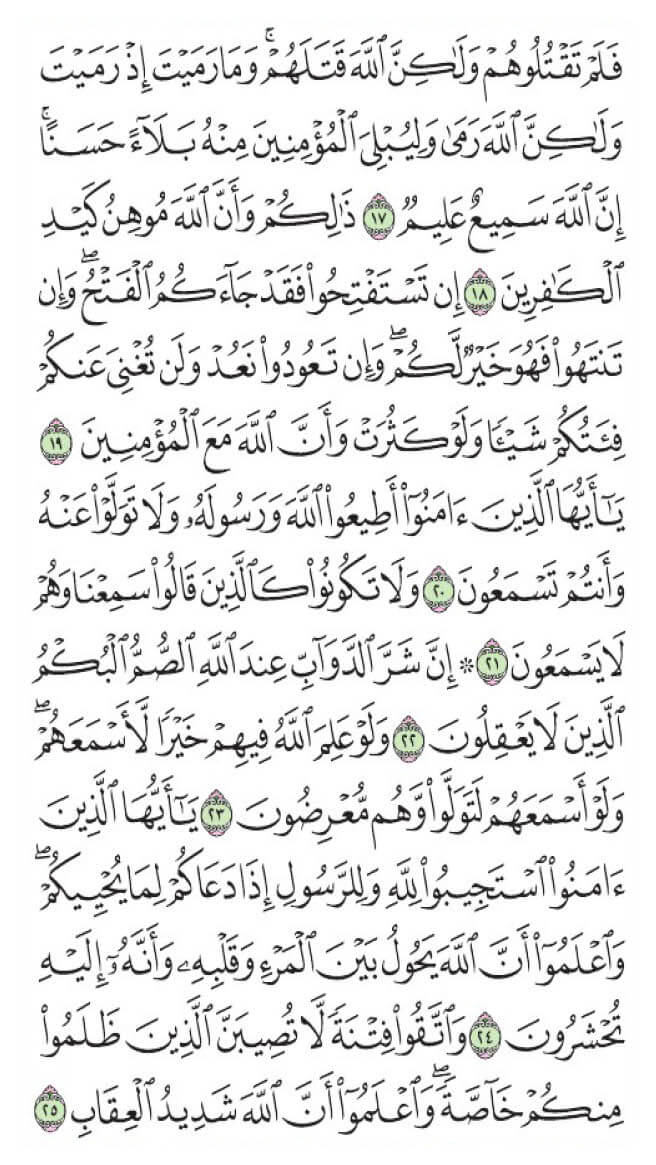 فَلَمۡ تَقۡتُلُوهُمۡ وَلَٰكِنَّ ٱللَّهَ قَتَلَهُمۡۚ وَمَا رَمَيۡتَ إِذۡ رَمَيۡتَ
وَلَٰكِنَّ ٱللَّهَ رَمَىٰ وَلِيُبۡلِيَ ٱلۡمُؤۡمِنِينَ مِنۡهُ بَلَآءً حَسَنًاۚ
إِنَّ ٱللَّهَ سَمِيعٌ عَلِيمٞ ١٧ ذَٰلِكُمۡ وَأَنَّ ٱللَّهَ مُوهِنُ كَيۡدِ
ٱلۡكَٰفِرِينَ ١٨ إِن تَسۡتَفۡتِحُواْ فَقَدۡ جَآءَكُمُ ٱلۡفَتۡحُۖ وَإِن
تَنتَهُواْ فَهُوَ خَيۡرٞ لَّكُمۡۖ وَإِن تَعُودُواْ نَعُدۡ وَلَن تُغۡنِيَ عَنكُمۡ
فِئَتُكُمۡ شَيۡـٔٗا وَلَوۡ كَثُرَتۡ وَأَنَّ ٱللَّهَ مَعَ ٱلۡمُؤۡمِنِينَ ١٩
يَٰٓأَيُّهَا ٱلَّذِينَ ءَامَنُوٓاْ أَطِيعُواْ ٱللَّهَ وَرَسُولَهُۥ وَلَا تَوَلَّوۡاْ عَنۡهُ
وَأَنتُمۡ تَسۡمَعُونَ ٢٠ وَلَا تَكُونُواْ كَٱلَّذِينَ قَالُواْ سَمِعۡنَا وَهُمۡ
لَا يَسۡمَعُونَ ٢١ ۞ إِنَّ شَرَّ ٱلدَّوَآبِّ عِندَ ٱللَّهِ ٱلصُّمُّ ٱلۡبُكۡمُ
ٱلَّذِينَ لَا يَعۡقِلُونَ ٢٢ وَلَوۡ عَلِمَ ٱللَّهُ فِيهِمۡ خَيۡرٗا لَّأَسۡمَعَهُمۡۖ
وَلَوۡ أَسۡمَعَهُمۡ لَتَوَلَّواْ وَّهُم مُّعۡرِضُونَ ٢٣ يَٰٓأَيُّهَا ٱلَّذِينَ
ءَامَنُواْ ٱسۡتَجِيبُواْ لِلَّهِ وَلِلرَّسُولِ إِذَا دَعَاكُمۡ لِمَا يُحۡيِيكُمۡۖ
وَٱعۡلَمُوٓاْ أَنَّ ٱللَّهَ يَحُولُ بَيۡنَ ٱلۡمَرۡءِ وَقَلۡبِهِۦ وَأَنَّهُۥٓ إِلَيۡهِ
تُحۡشَرُونَ ٢٤ وَٱتَّقُواْ فِتۡنَةٗ لَّا تُصِيبَنَّ ٱلَّذِينَ ظَلَمُواْ
مِنكُمۡ خَآصَّةٗۖ وَٱعۡلَمُوٓاْ أَنَّ ٱللَّهَ شَدِيدُ ٱلۡعِقَابِ ٢٥